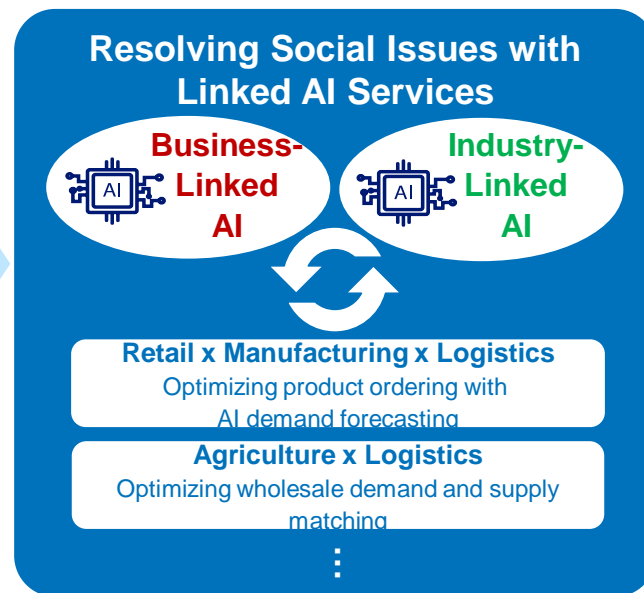 Resolving Social Issues with
Linked AI Services
Business-
Linked
AI
AI
Industry-
Linked
AI
AI
Retail x Manufacturing x Logistics
Optimizing product ordering with
AI demand forecasting
Agriculture x Logistics
Optimizing wholesale demand and supply
matching
⋮